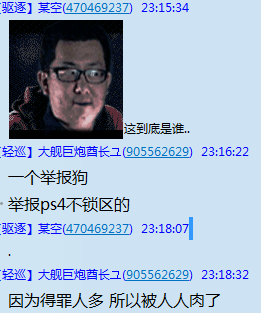 [驱逐】某空(470469237) 23:15:34
这到底是谁..
[轻巡】大舰巨炮酋长ユ(905562629) 23:16:22
一个举报狗
举报ps4不锁区的
[驱逐】某空(470469237) 23:18:07
.
[轻巡】大舰巨炮酋长ユ(905562629) 23:18:32
因为得罪人多 所以被人人肉了